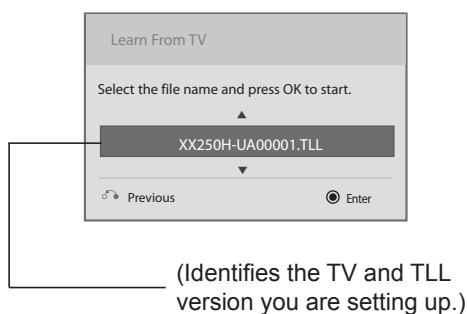 Learn From TV
Select the file name and press OK to start.
XX250H-UA00001.TLL
Previous
Enter
(Identifies the TV and TLL
version you are setting up.)